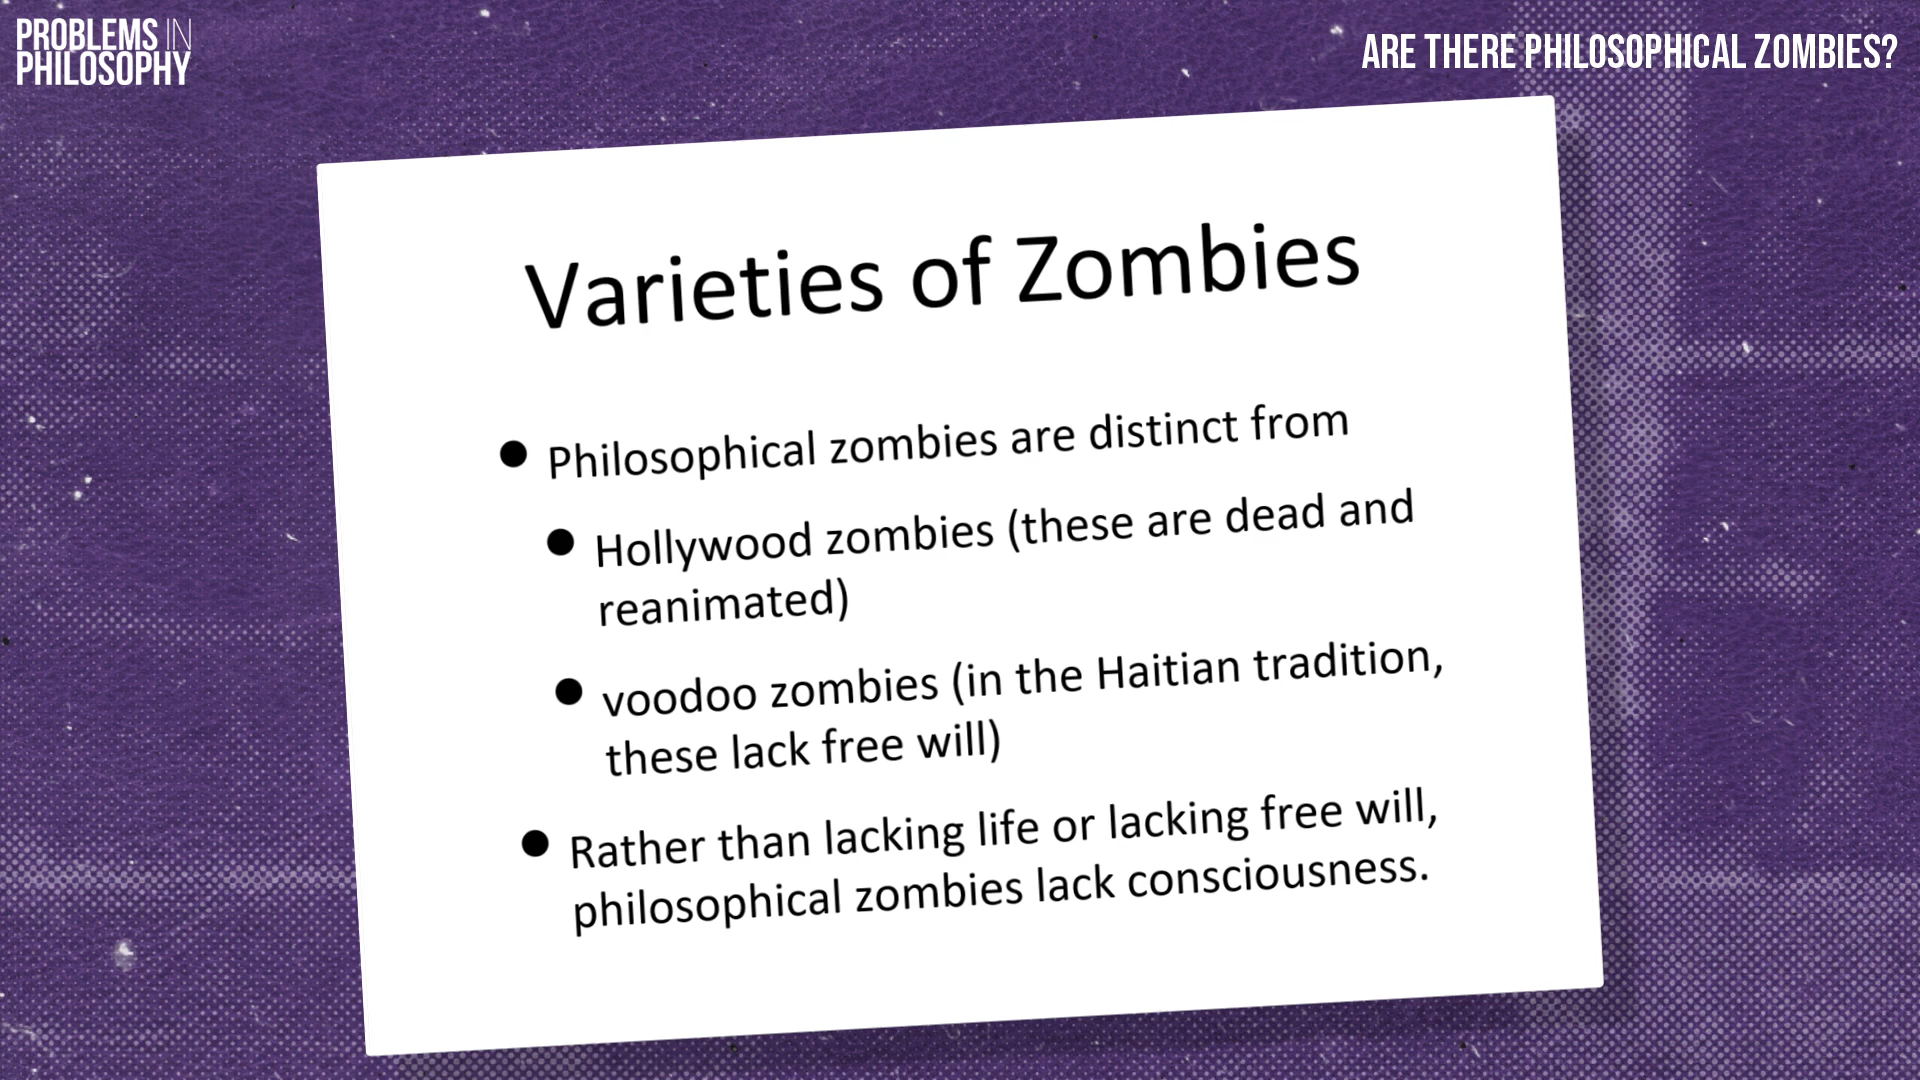 PROBLEMS IN
PHILOSOPHY
ARE THERE PHILOSOPHICAL ZOMBIES?
Varieties of Zombies
● Philosophical zombies are distinct from
● Hollywood zombies (these are dead and
reanimated)
● voodoo zombies (in the Haitian tradition,
these lack free will)
● Rather than lacking life or lacking free will,
philosophical zombies lack consciousness.